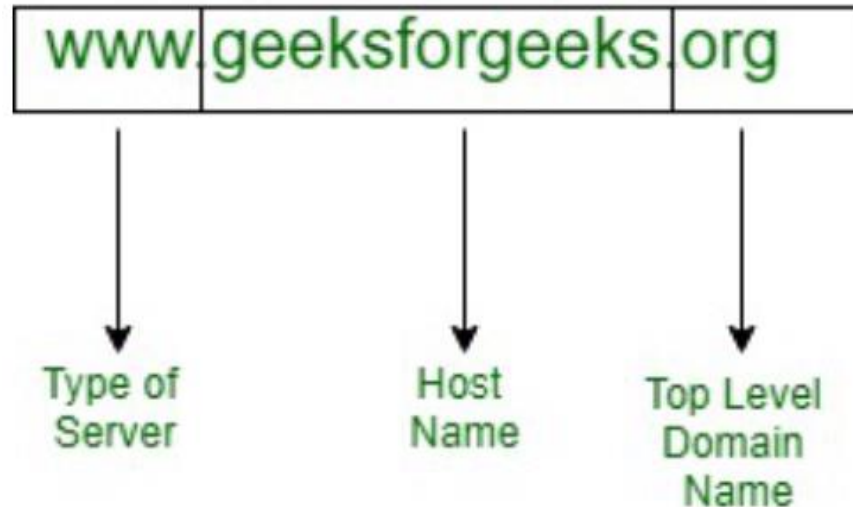 www.geeksforgeeks.org
Type of
Server
Host
Name
Top Level
Domain
Name